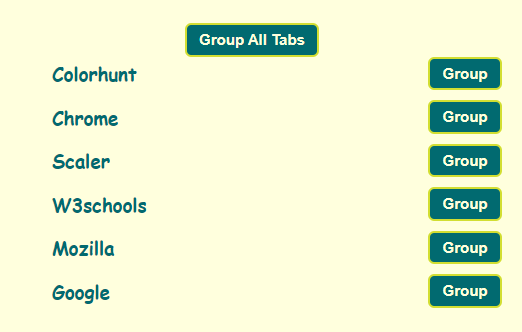 Group All Tabs
Colorhunt Group
Chrome Group
Scaler Group
W3schools Group
Mozilla Group
Google Group